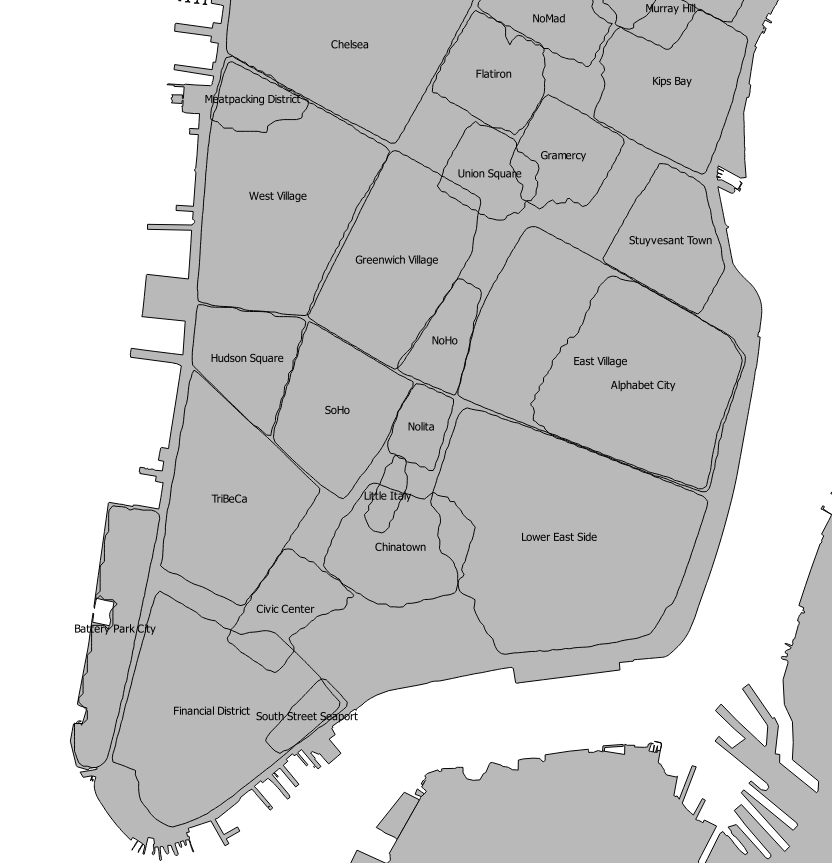 Murray Hill
NoMad
Chelsea
Flatiron
Kips Bay
Meatpacking District
Gramercy
Union Square
West Village
Stuyvesant Town
Greenwich Village
NoHo
Hudson Square
East Village
Alphabet City
SoHo
Nolita
Little Italy
TriBeCa
Lower East Side
Chinatown
Civic Center
Battery Park City
Financial District
South Street Seaport